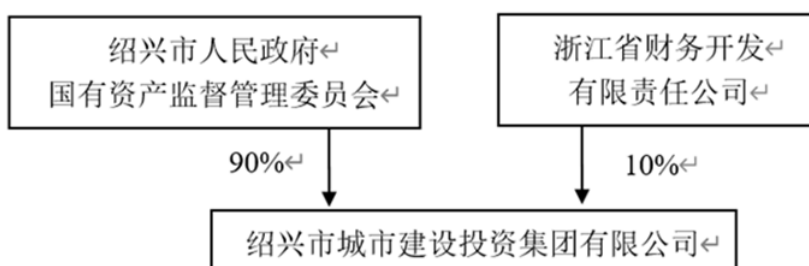 绍兴市人民政府
国有资产监督管理委员会
浙江省财务开发
有限责任公司
90%
10%
绍兴市城市建设投资集团有限公司